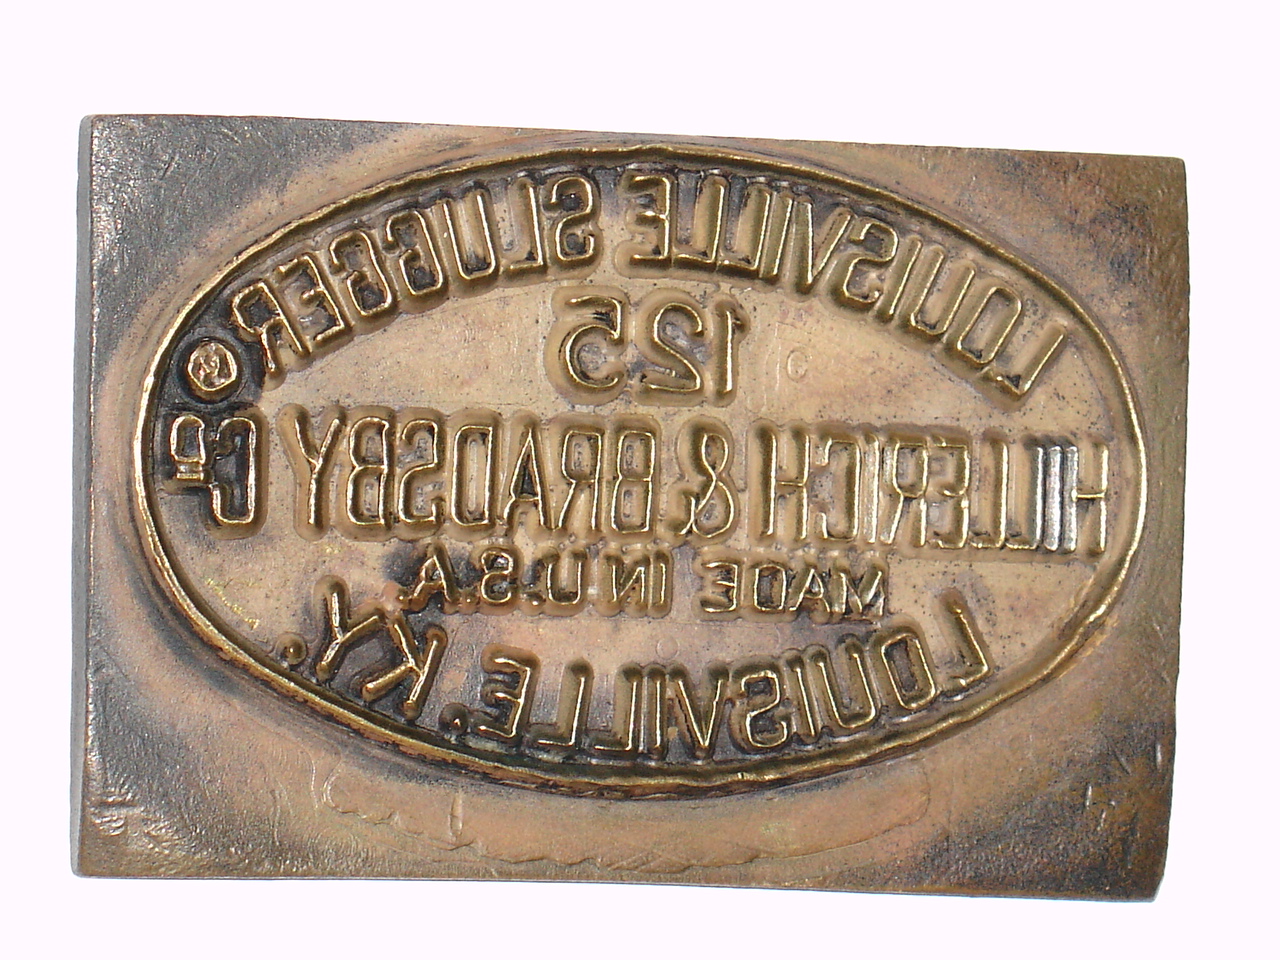 LOUISVILLE SLUGGER ®
125
HILLERICH & BRADSBY Cº
MADE IN U.S.A.
LOUISVILLE. KY.